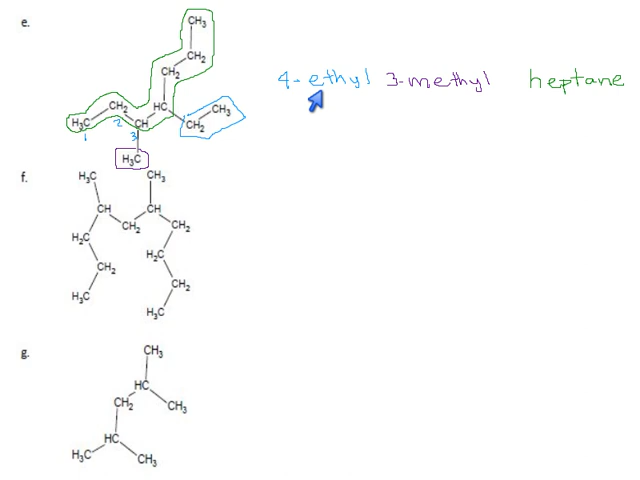 e.
CH₃
CH₂
CH₂
4-ethyl 3-methyl heptane
CH₂ HC CH₃
H₃C 2 CH CH₂
1 3
H₃C
f. H₃C CH₃
CH CH
CH₂ CH₂
H₂C H₂C
CH₂ CH₂
H₃C H₃C
g. CH₃
HC
CH₂ CH₃
HC
H₃C CH₃